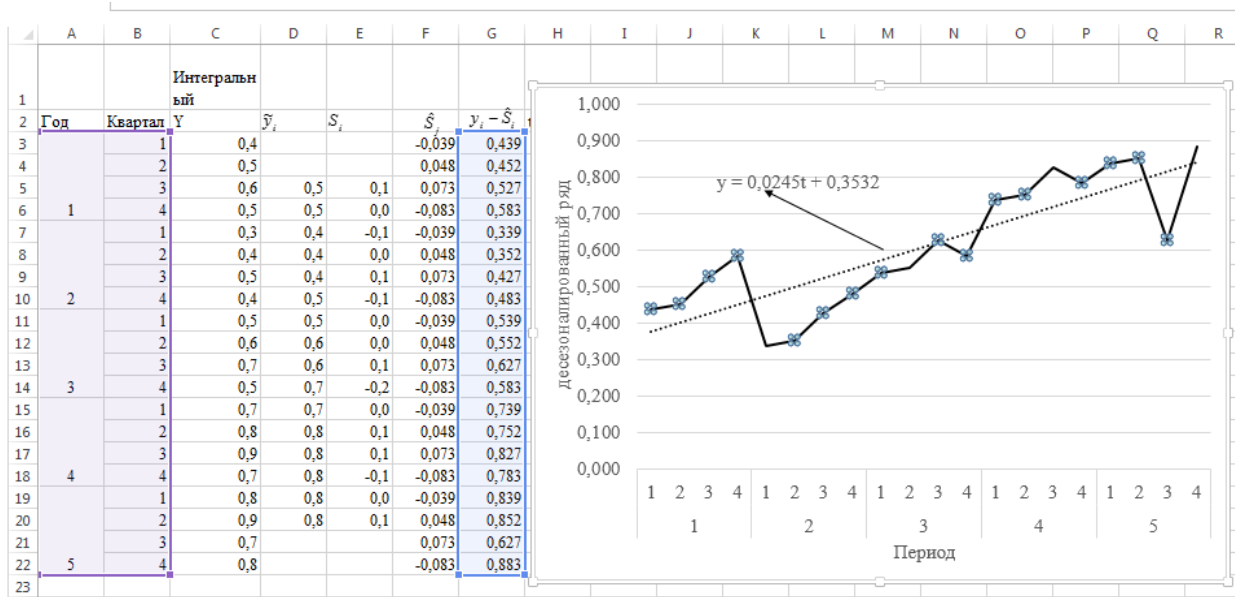 A B C D E F G H I J K L M N O P Q R
1 Интегральн
ый
2 Год Квартал Y ỹᵢ Sᵢ Ŝⱼ yᵢ − Ŝᵢ t
3 1 0,4 -0,039 0,439
4 2 0,5 0,048 0,452
5 3 0,6 0,5 0,1 0,073 0,527
6 1 4 0,5 0,5 0,0 -0,083 0,583
7 1 0,3 0,4 -0,1 -0,039 0,339
8 2 0,4 0,4 0,0 0,048 0,352
9 3 0,5 0,4 0,1 0,073 0,427
10 2 4 0,4 0,5 -0,1 -0,083 0,483
11 1 0,5 0,5 0,0 -0,039 0,539
12 2 0,6 0,6 0,0 0,048 0,552
13 3 0,7 0,6 0,1 0,073 0,627
14 3 4 0,5 0,7 -0,2 -0,083 0,583
15 1 0,7 0,7 0,0 -0,039 0,739
16 2 0,8 0,8 0,1 0,048 0,752
17 3 0,9 0,8 0,1 0,073 0,827
18 4 4 0,7 0,8 -0,1 -0,083 0,783
19 1 0,8 0,8 0,0 -0,039 0,839
20 2 0,9 0,8 0,1 0,048 0,852
21 3 0,7 0,073 0,627
22 5 4 0,8 -0,083 0,883
23
1,000
0,900
0,800
0,700
0,600
0,500
0,400
0,300
0,200
0,100
0,000
десезоналированный ряд
y = 0,0245t + 0,3532
1 2 3 4 1 2 3 4 1 2 3 4 1 2 3 4 1 2 3 4
1 2 3 4 5
Период